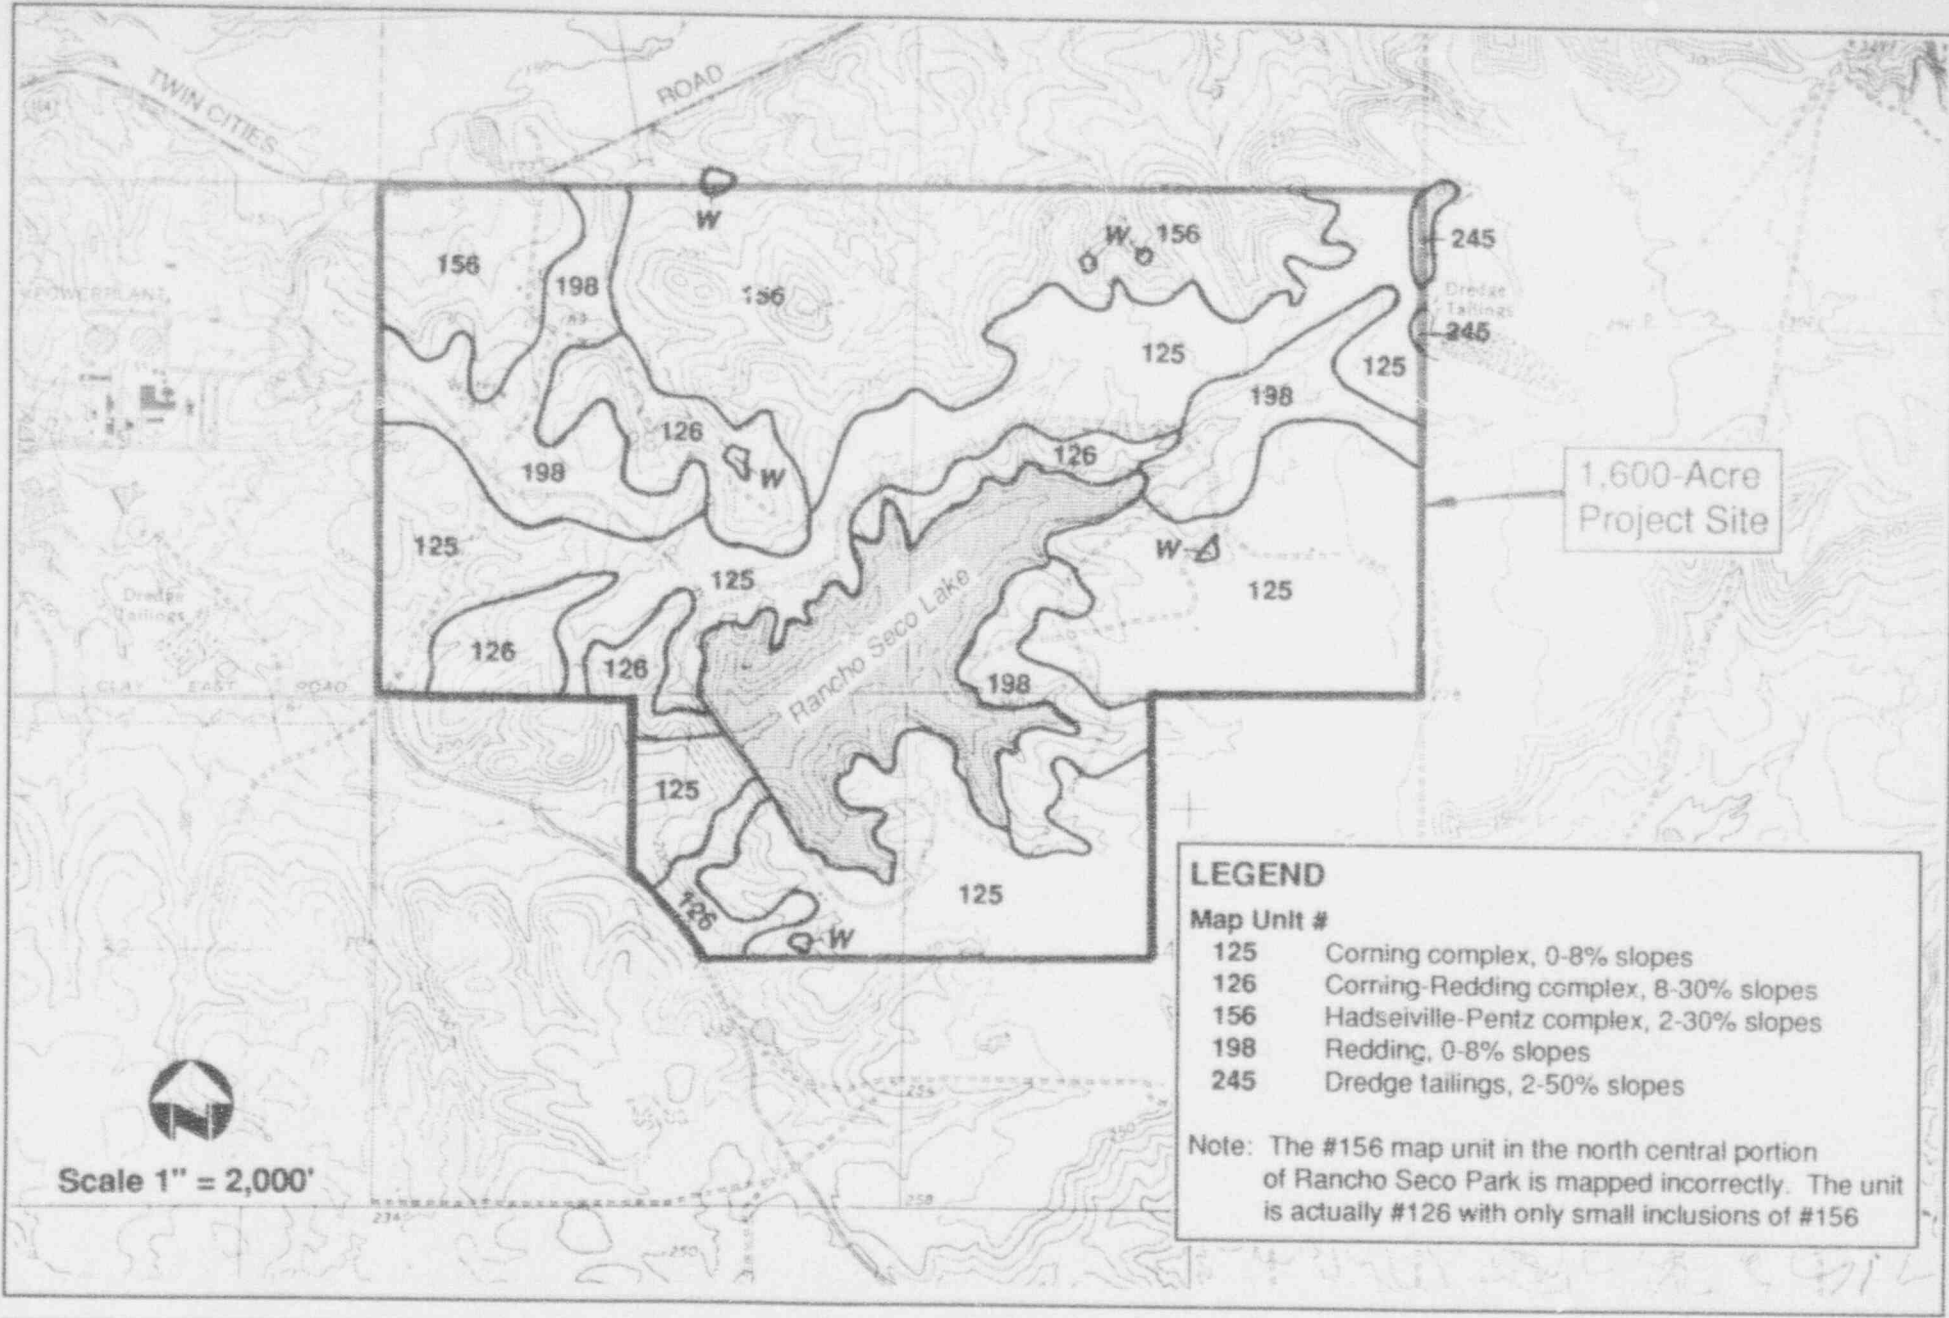 TWIN CITIES
ROAD
W
W
156
245
156
198
156
POWERPLANT
Dredge
Tailings
245
125
125
198
126
126
198
W
125
W
125
125
1,600-Acre
Project Site
Dredge
Tailings
126
126
Rancho Seco Lake
198
CLAY EAST ROAD
125
125
126
W
LEGEND
Map Unit #
125 Corning complex, 0-8% slopes
126 Corning-Redding complex, 8-30% slopes
156 Hadseiville-Pentz complex, 2-30% slopes
198 Redding, 0-8% slopes
245 Dredge tailings, 2-50% slopes
Note: The #156 map unit in the north central portion
of Rancho Seco Park is mapped incorrectly. The unit
is actually #126 with only small inclusions of #156
N
Scale 1" = 2,000'
250